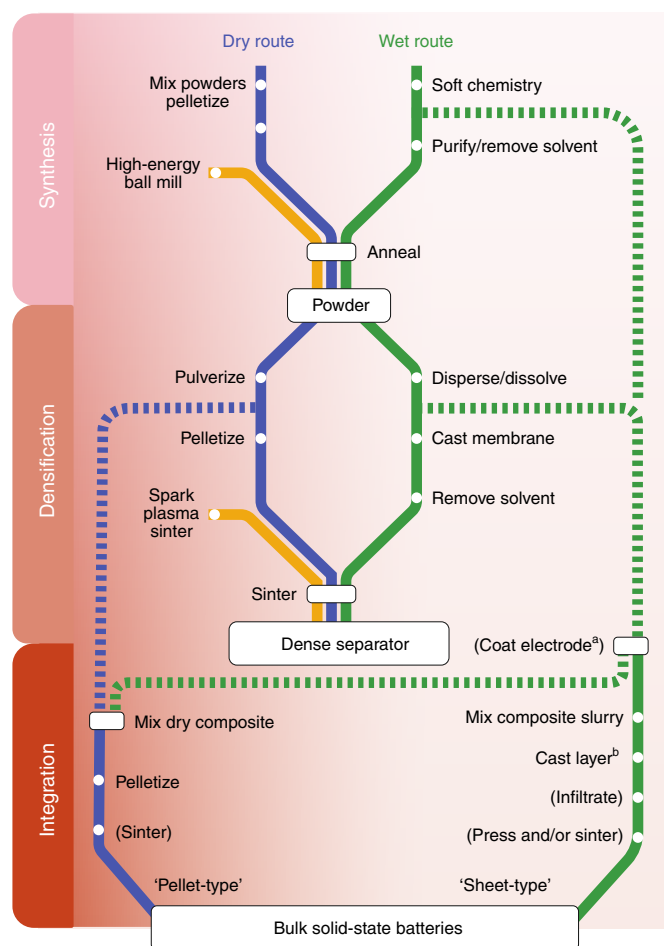 Dry route
Wet route
Synthesis
Mix powders
pelletize
Soft chemistry
Purify/remove solvent
High-energy
ball mill
Anneal
Powder
Densification
Pulverize
Disperse/dissolve
Pelletize
Cast membrane
Spark
plasma
sinter
Remove solvent
Sinter
Dense separator
Integration
(Coat electrodeᵃ)
Mix dry composite
Mix composite slurry
Pelletize
Cast layerᵇ
(Infiltrate)
(Sinter)
(Press and/or sinter)
‘Pellet-type’
‘Sheet-type’
Bulk solid-state batteries